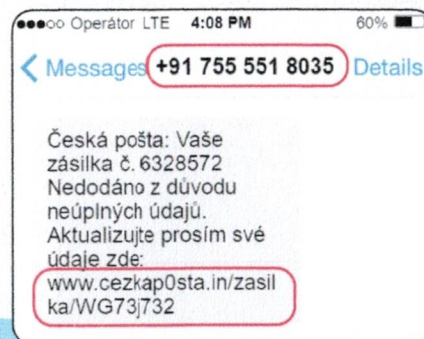 Operátor LTE 4:08 PM 60%
Messages +91 755 551 8035 Details
Česká pošta: Vaše
zásilka č. 6328572
Nedodáno z důvodu
neúplných údajů.
Aktualizujte prosím své
údaje zde:
www.cezkap0sta.in/zasil
ka/WG73j732